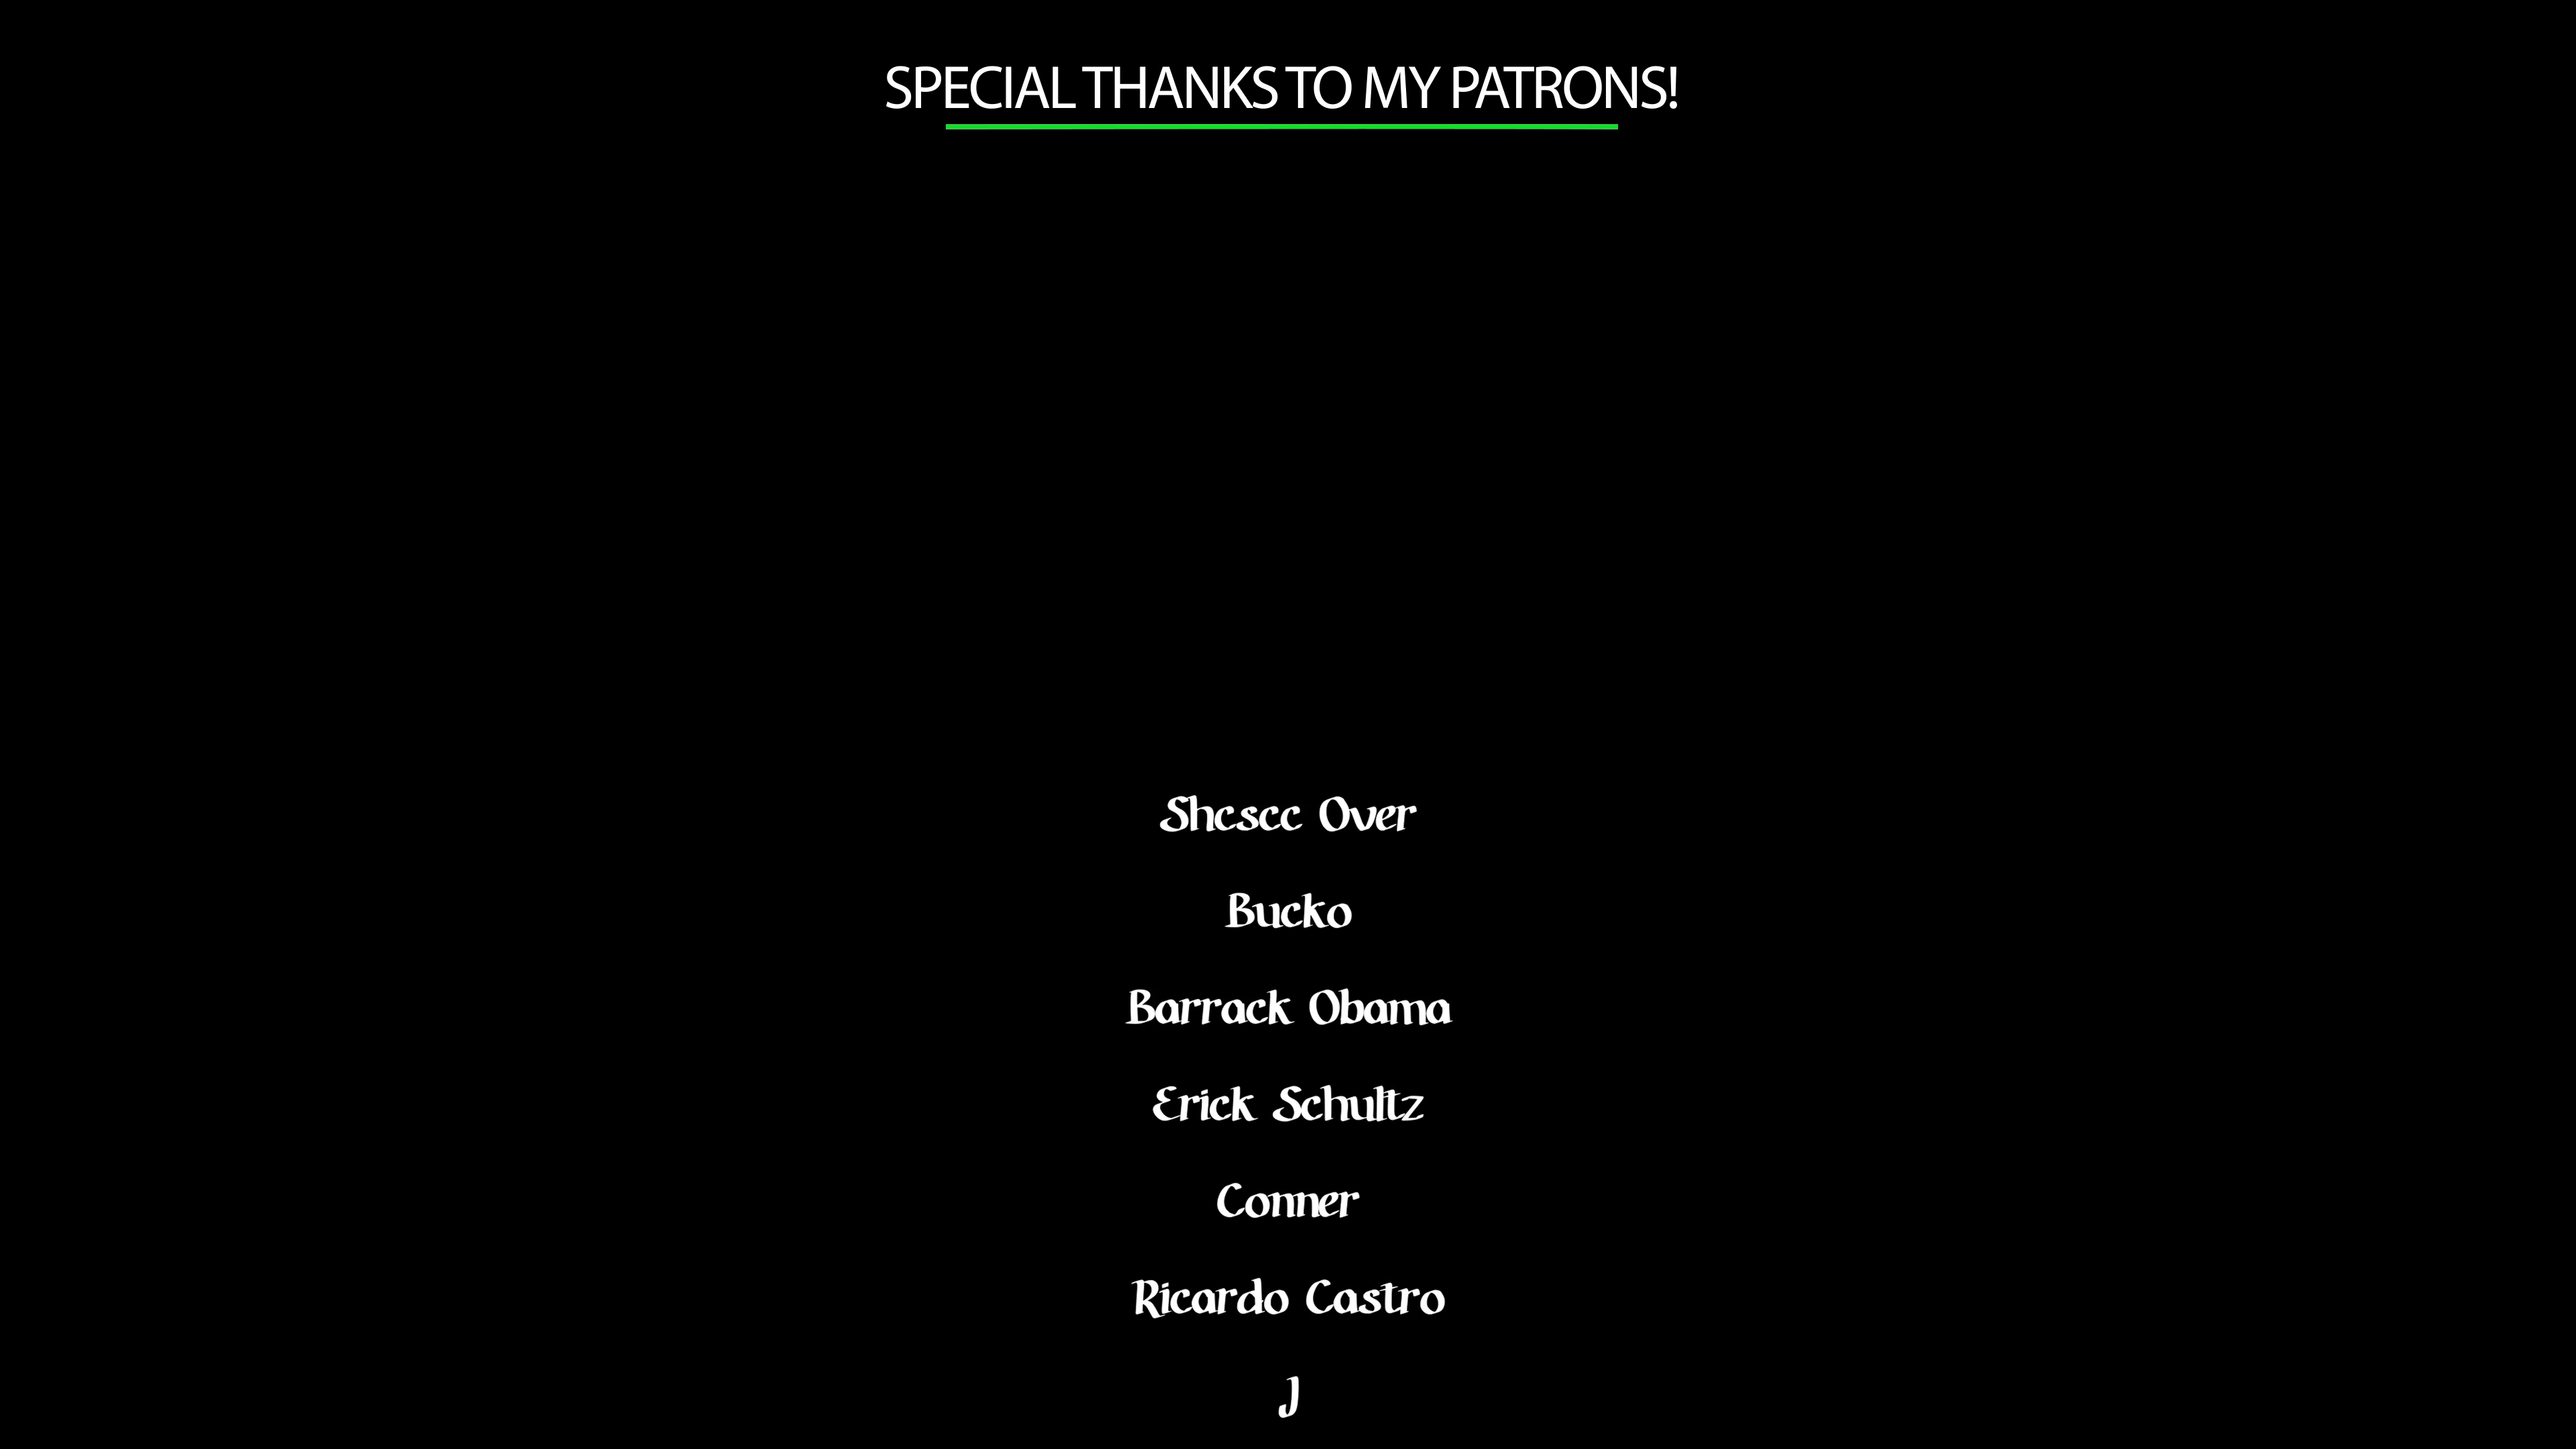 SPECIAL THANKS TO MY PATRONS!
Shcscc Over
Bucko
Barrack Obama
Erick Schultz
Conner
Ricardo Castro
J